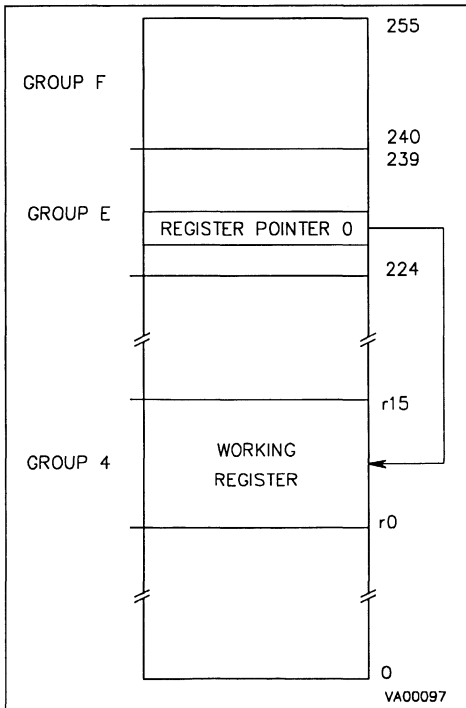 255
GROUP F
240
239
GROUP E
REGISTER POINTER 0
224
r15
GROUP 4
WORKING
REGISTER
r0
0
VA00097